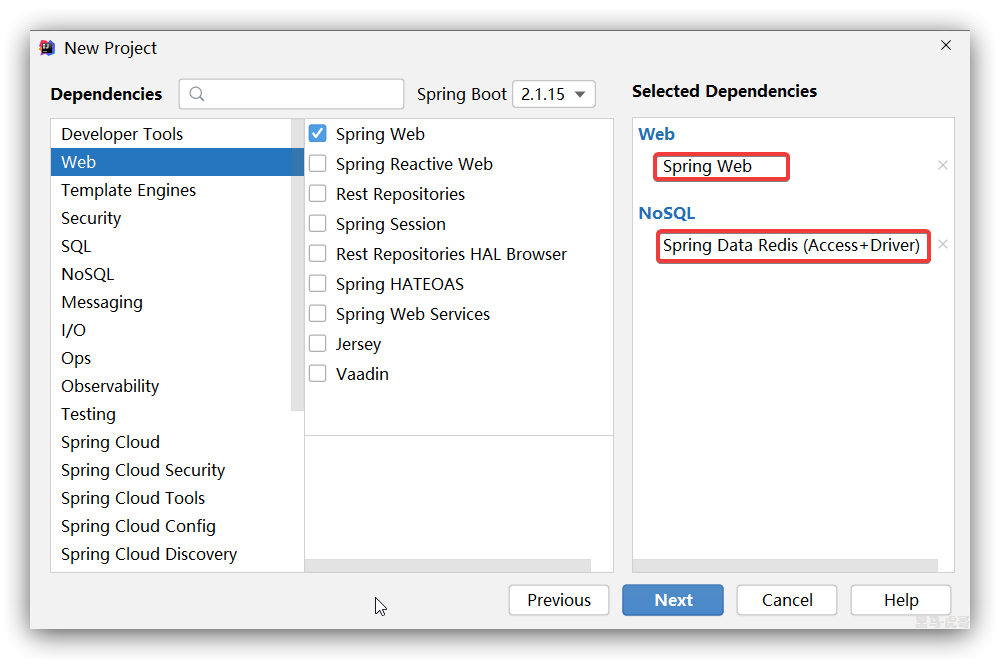 New Project
Dependencies
Spring Boot 2.1.15
Selected Dependencies
Developer Tools
Web
Template Engines
Security
SQL
NoSQL
Messaging
I/O
Ops
Observability
Testing
Spring Cloud
Spring Cloud Security
Spring Cloud Tools
Spring Cloud Config
Spring Cloud Discovery
Spring Web
Spring Reactive Web
Rest Repositories
Spring Session
Rest Repositories HAL Browser
Spring HATEOAS
Spring Web Services
Jersey
Vaadin
Web
Spring Web
NoSQL
Spring Data Redis (Access+Driver)
Previous
Next
Cancel
Help